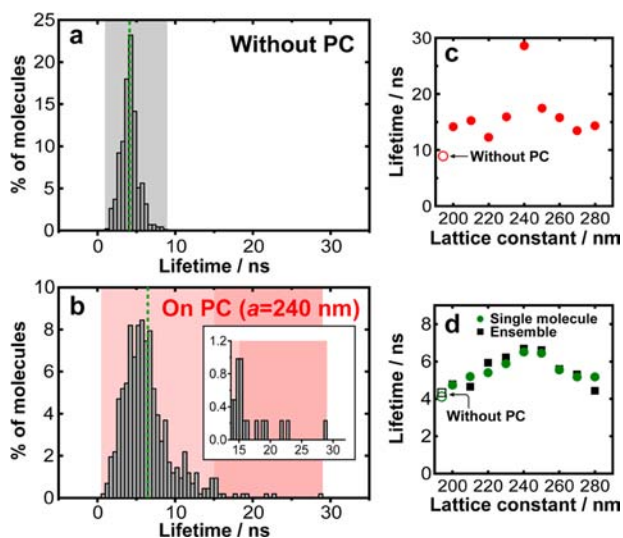 a
Without PC
25
20
15
10
5
0
% of molecules
0 10 20 30
Lifetime / ns
b
On PC (a=240 nm)
10
8
6
4
2
0
% of molecules
1.2
0.8
0.4
0.0
15 20 25 30
0 10 20 30
Lifetime / ns
c
30
20
10
0
Lifetime / ns
Without PC
200 220 240 260 280
Lattice constant / nm
d
Single molecule
Ensemble
8
6
4
2
0
Lifetime / ns
Without PC
200 220 240 260 280
Lattice constant / nm